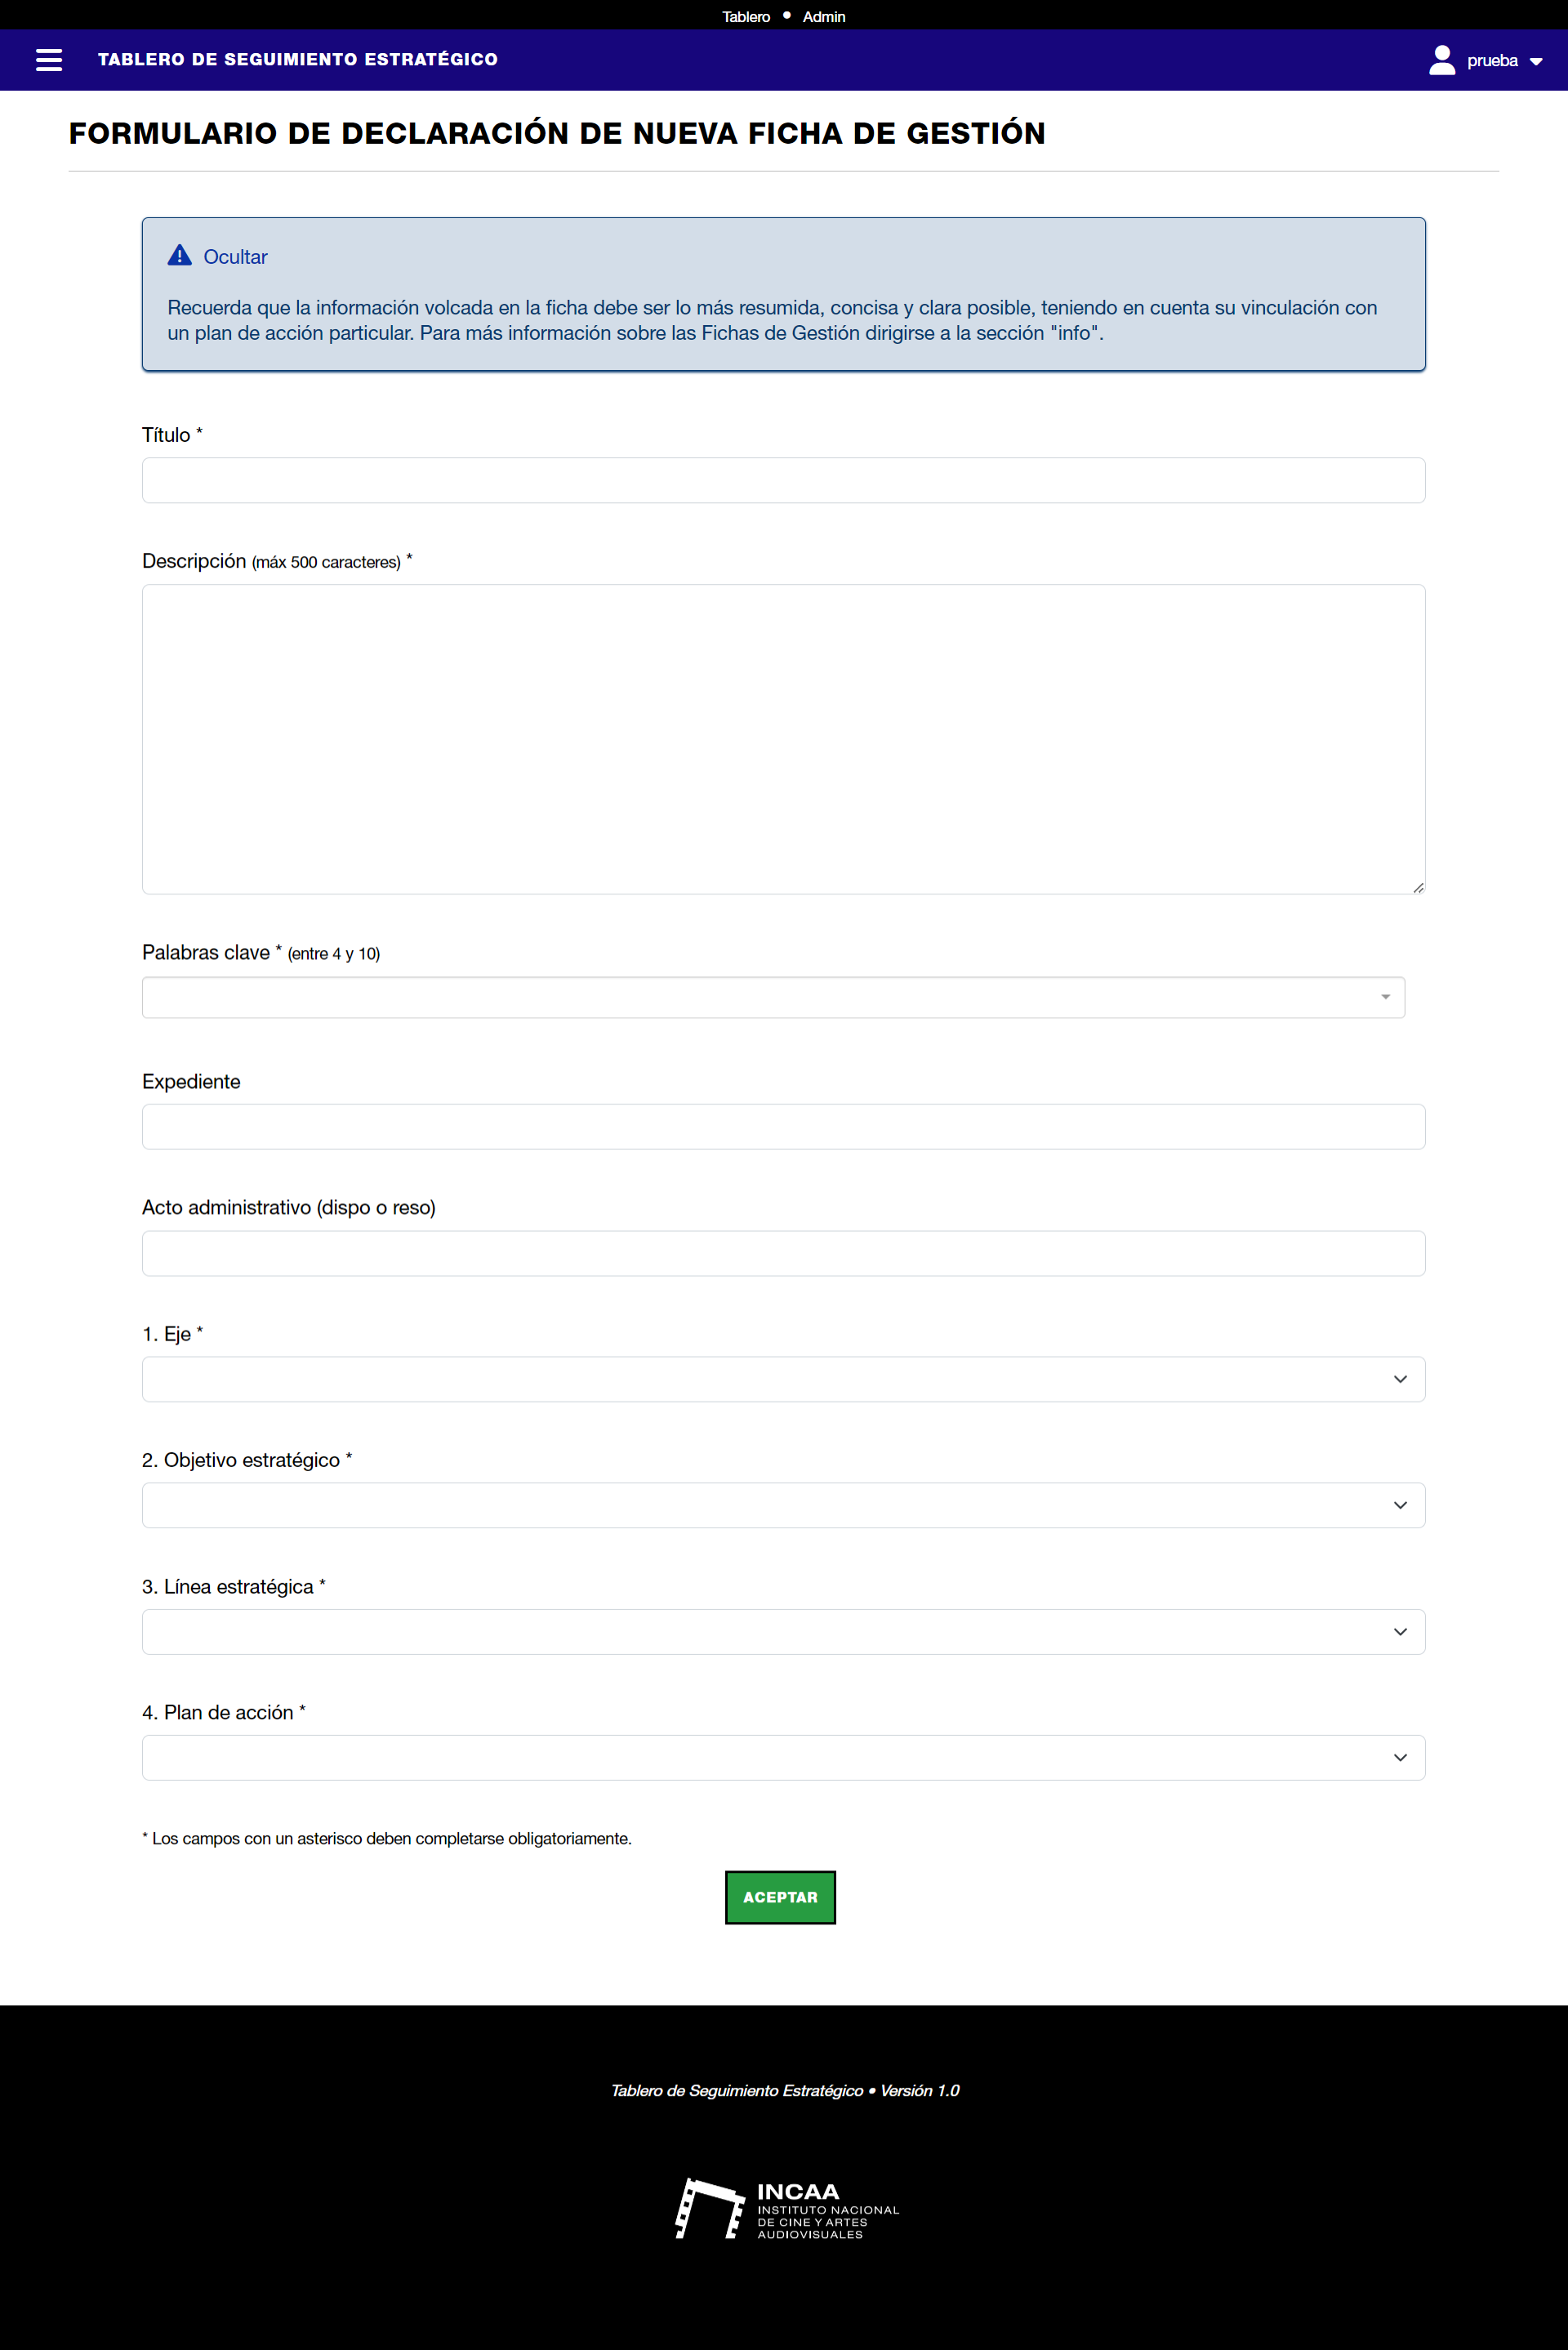 Tablero • Admin
TABLERO DE SEGUIMIENTO ESTRATÉGICO
prueba
FORMULARIO DE DECLARACIÓN DE NUEVA FICHA DE GESTIÓN
Ocultar
Recuerda que la información volcada en la ficha debe ser lo más resumida, concisa y clara posible, teniendo en cuenta su vinculación con
un plan de acción particular. Para más información sobre las Fichas de Gestión dirigirse a la sección "info".
Título *
Descripción (máx 500 caracteres) *
Palabras clave * (entre 4 y 10)
Expediente
Acto administrativo (dispo o reso)
1. Eje *
2. Objetivo estratégico *
3. Línea estratégica *
4. Plan de acción *
* Los campos con un asterisco deben completarse obligatoriamente.
ACEPTAR
Tablero de Seguimiento Estratégico • Versión 1.0
INCAA
INSTITUTO NACIONAL
DE CINE Y ARTES
AUDIOVISUALES